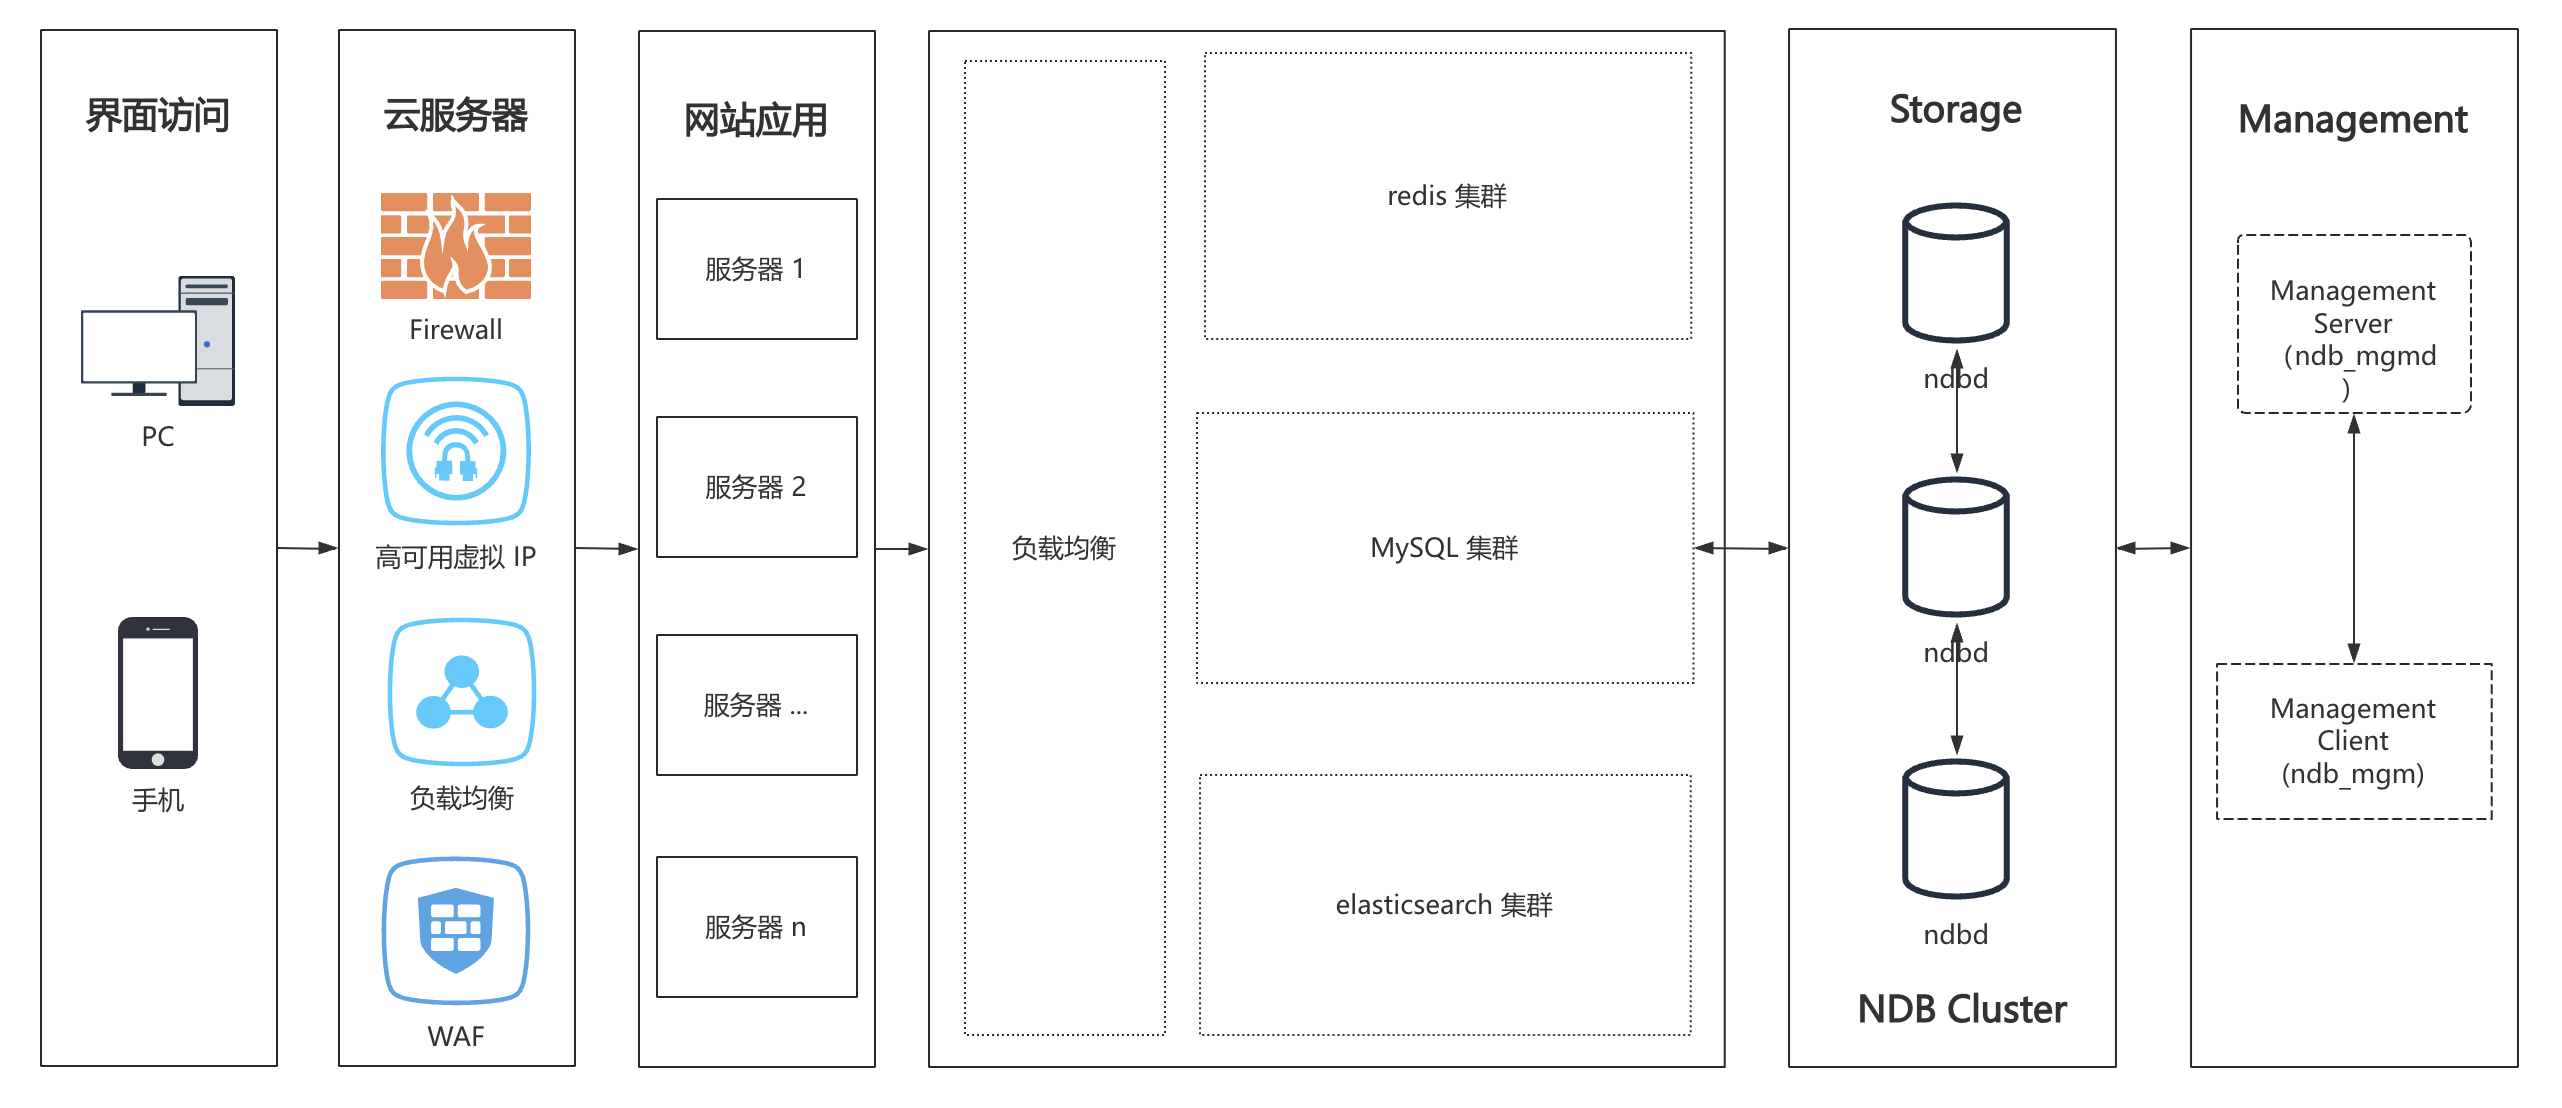 界面访问
PC
手机
云服务器
Firewall
高可用虚拟 IP
负载均衡
WAF
网站应用
服务器 1
服务器 2
服务器 ...
服务器 n
负载均衡
redis 集群
MySQL 集群
elasticsearch 集群
Storage
ndbd
ndbd
ndbd
NDB Cluster
Management
Management
Server
（ndb_mgmd
）
Management
Client
(ndb_mgm)